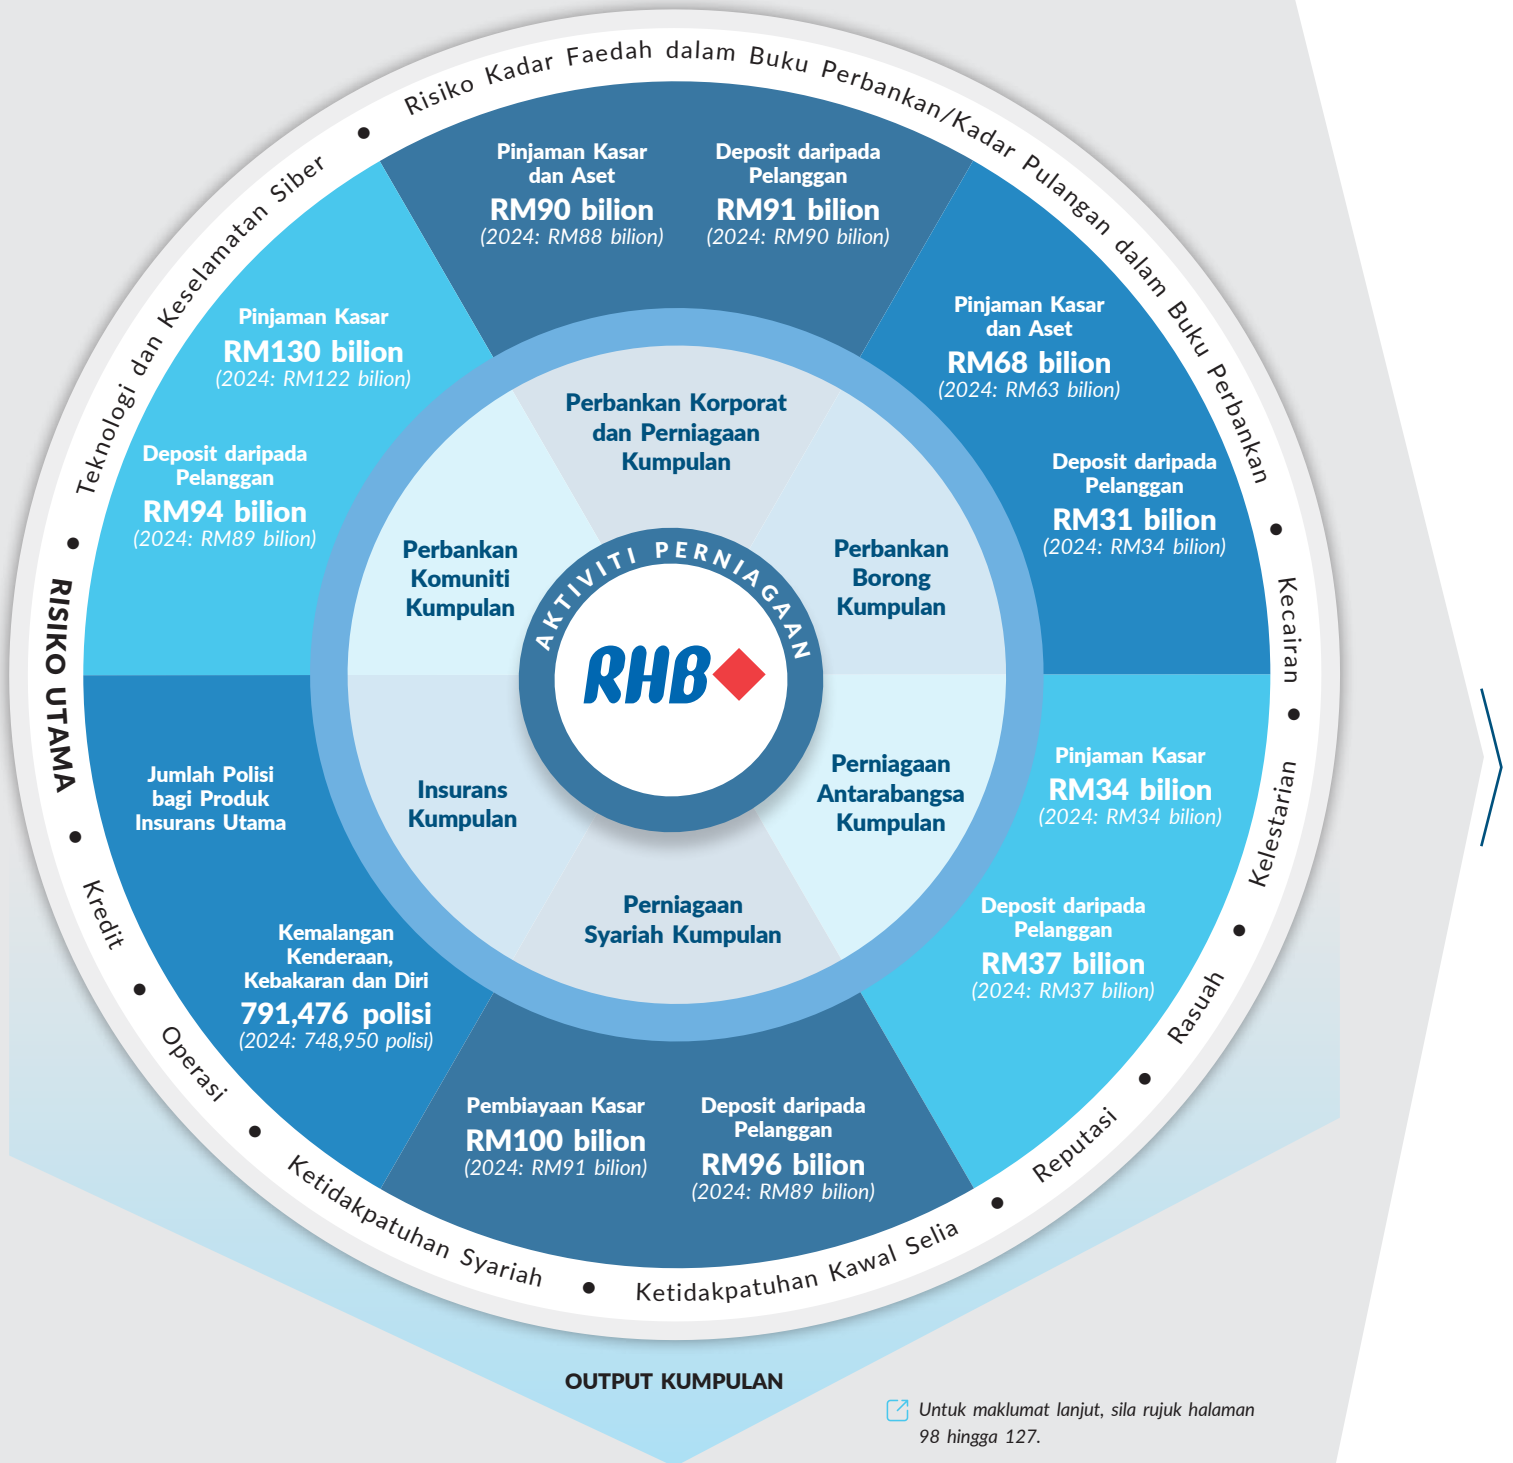 RISIKO UTAMA
Teknologi dan Keselamatan Siber
Risiko Kadar Faedah dalam Buku Perbankan/Kadar Pulangan dalam Buku Perbankan
Kecairan
Kelestarian
Rasuah
Reputasi
Ketidakpatuhan Kawal Selia
Ketidakpatuhan Syariah
Operasi
Kredit
Pinjaman Kasar
dan Aset
RM90 bilion
(2024: RM88 bilion)
Deposit daripada
Pelanggan
RM91 bilion
(2024: RM90 bilion)
Pinjaman Kasar
dan Aset
RM68 bilion
(2024: RM63 bilion)
Deposit daripada
Pelanggan
RM31 bilion
(2024: RM34 bilion)
Pinjaman Kasar
RM34 bilion
(2024: RM34 bilion)
Deposit daripada
Pelanggan
RM37 bilion
(2024: RM37 bilion)
Pembiayaan Kasar
RM100 bilion
(2024: RM91 bilion)
Deposit daripada
Pelanggan
RM96 bilion
(2024: RM89 bilion)
Jumlah Polisi
bagi Produk
Insurans Utama
Kemalangan
Kenderaan,
Kebakaran dan Diri
791,476 polisi
(2024: 748,950 polisi)
Pinjaman Kasar
RM130 bilion
(2024: RM122 bilion)
Deposit daripada
Pelanggan
RM94 bilion
(2024: RM89 bilion)
Perbankan Korporat
dan Perniagaan
Kumpulan
Perbankan
Borong
Kumpulan
Perniagaan
Antarabangsa
Kumpulan
Perniagaan
Syariah Kumpulan
Insurans
Kumpulan
Perbankan
Komuniti
Kumpulan
AKTIVITI PERNIAGAAN
RHB
OUTPUT KUMPULAN
Untuk maklumat lanjut, sila rujuk halaman
98 hingga 127.